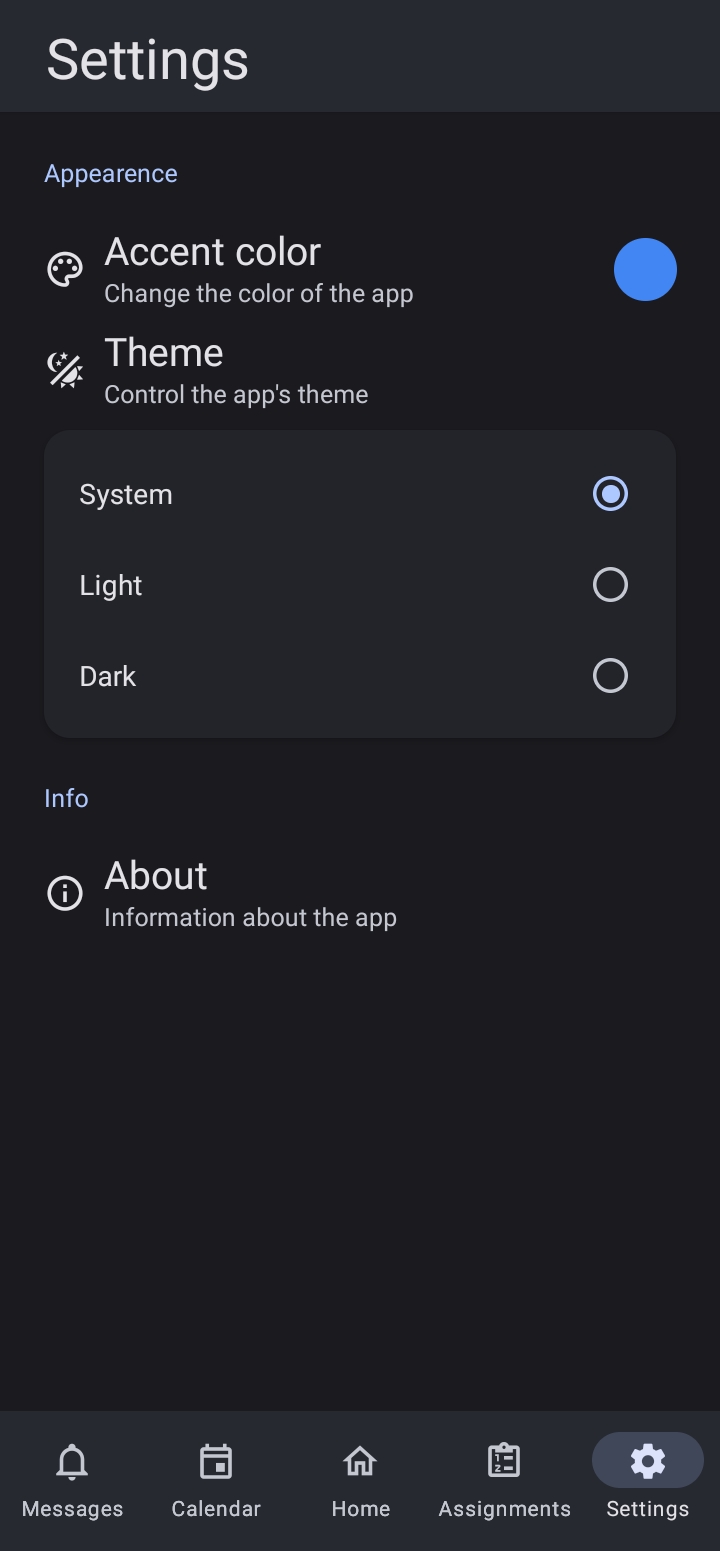 Settings
Appearence
Accent color
Change the color of the app
Theme
Control the app's theme
System
Light
Dark
Info
About
Information about the app
Messages
Calendar
Home
Assignments
Settings